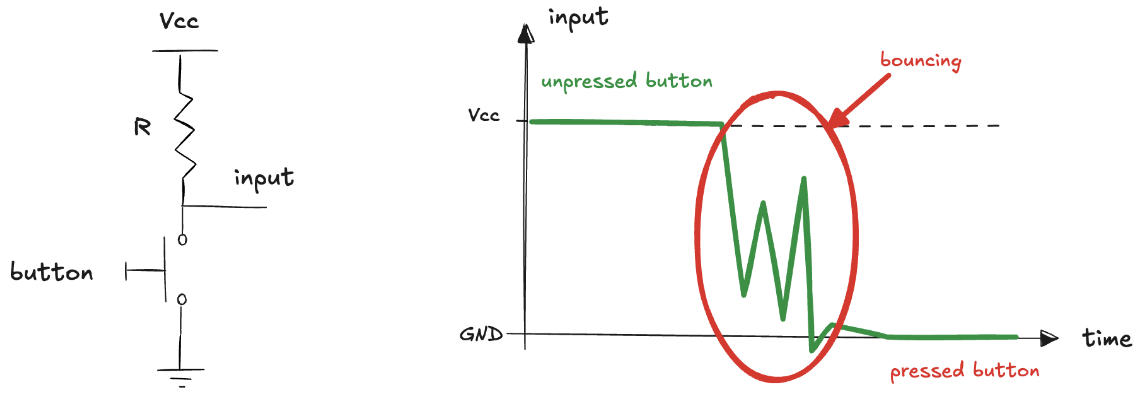 Vcc
R
input
button
input
unpressed button
bouncing
Vcc
GND
time
pressed button